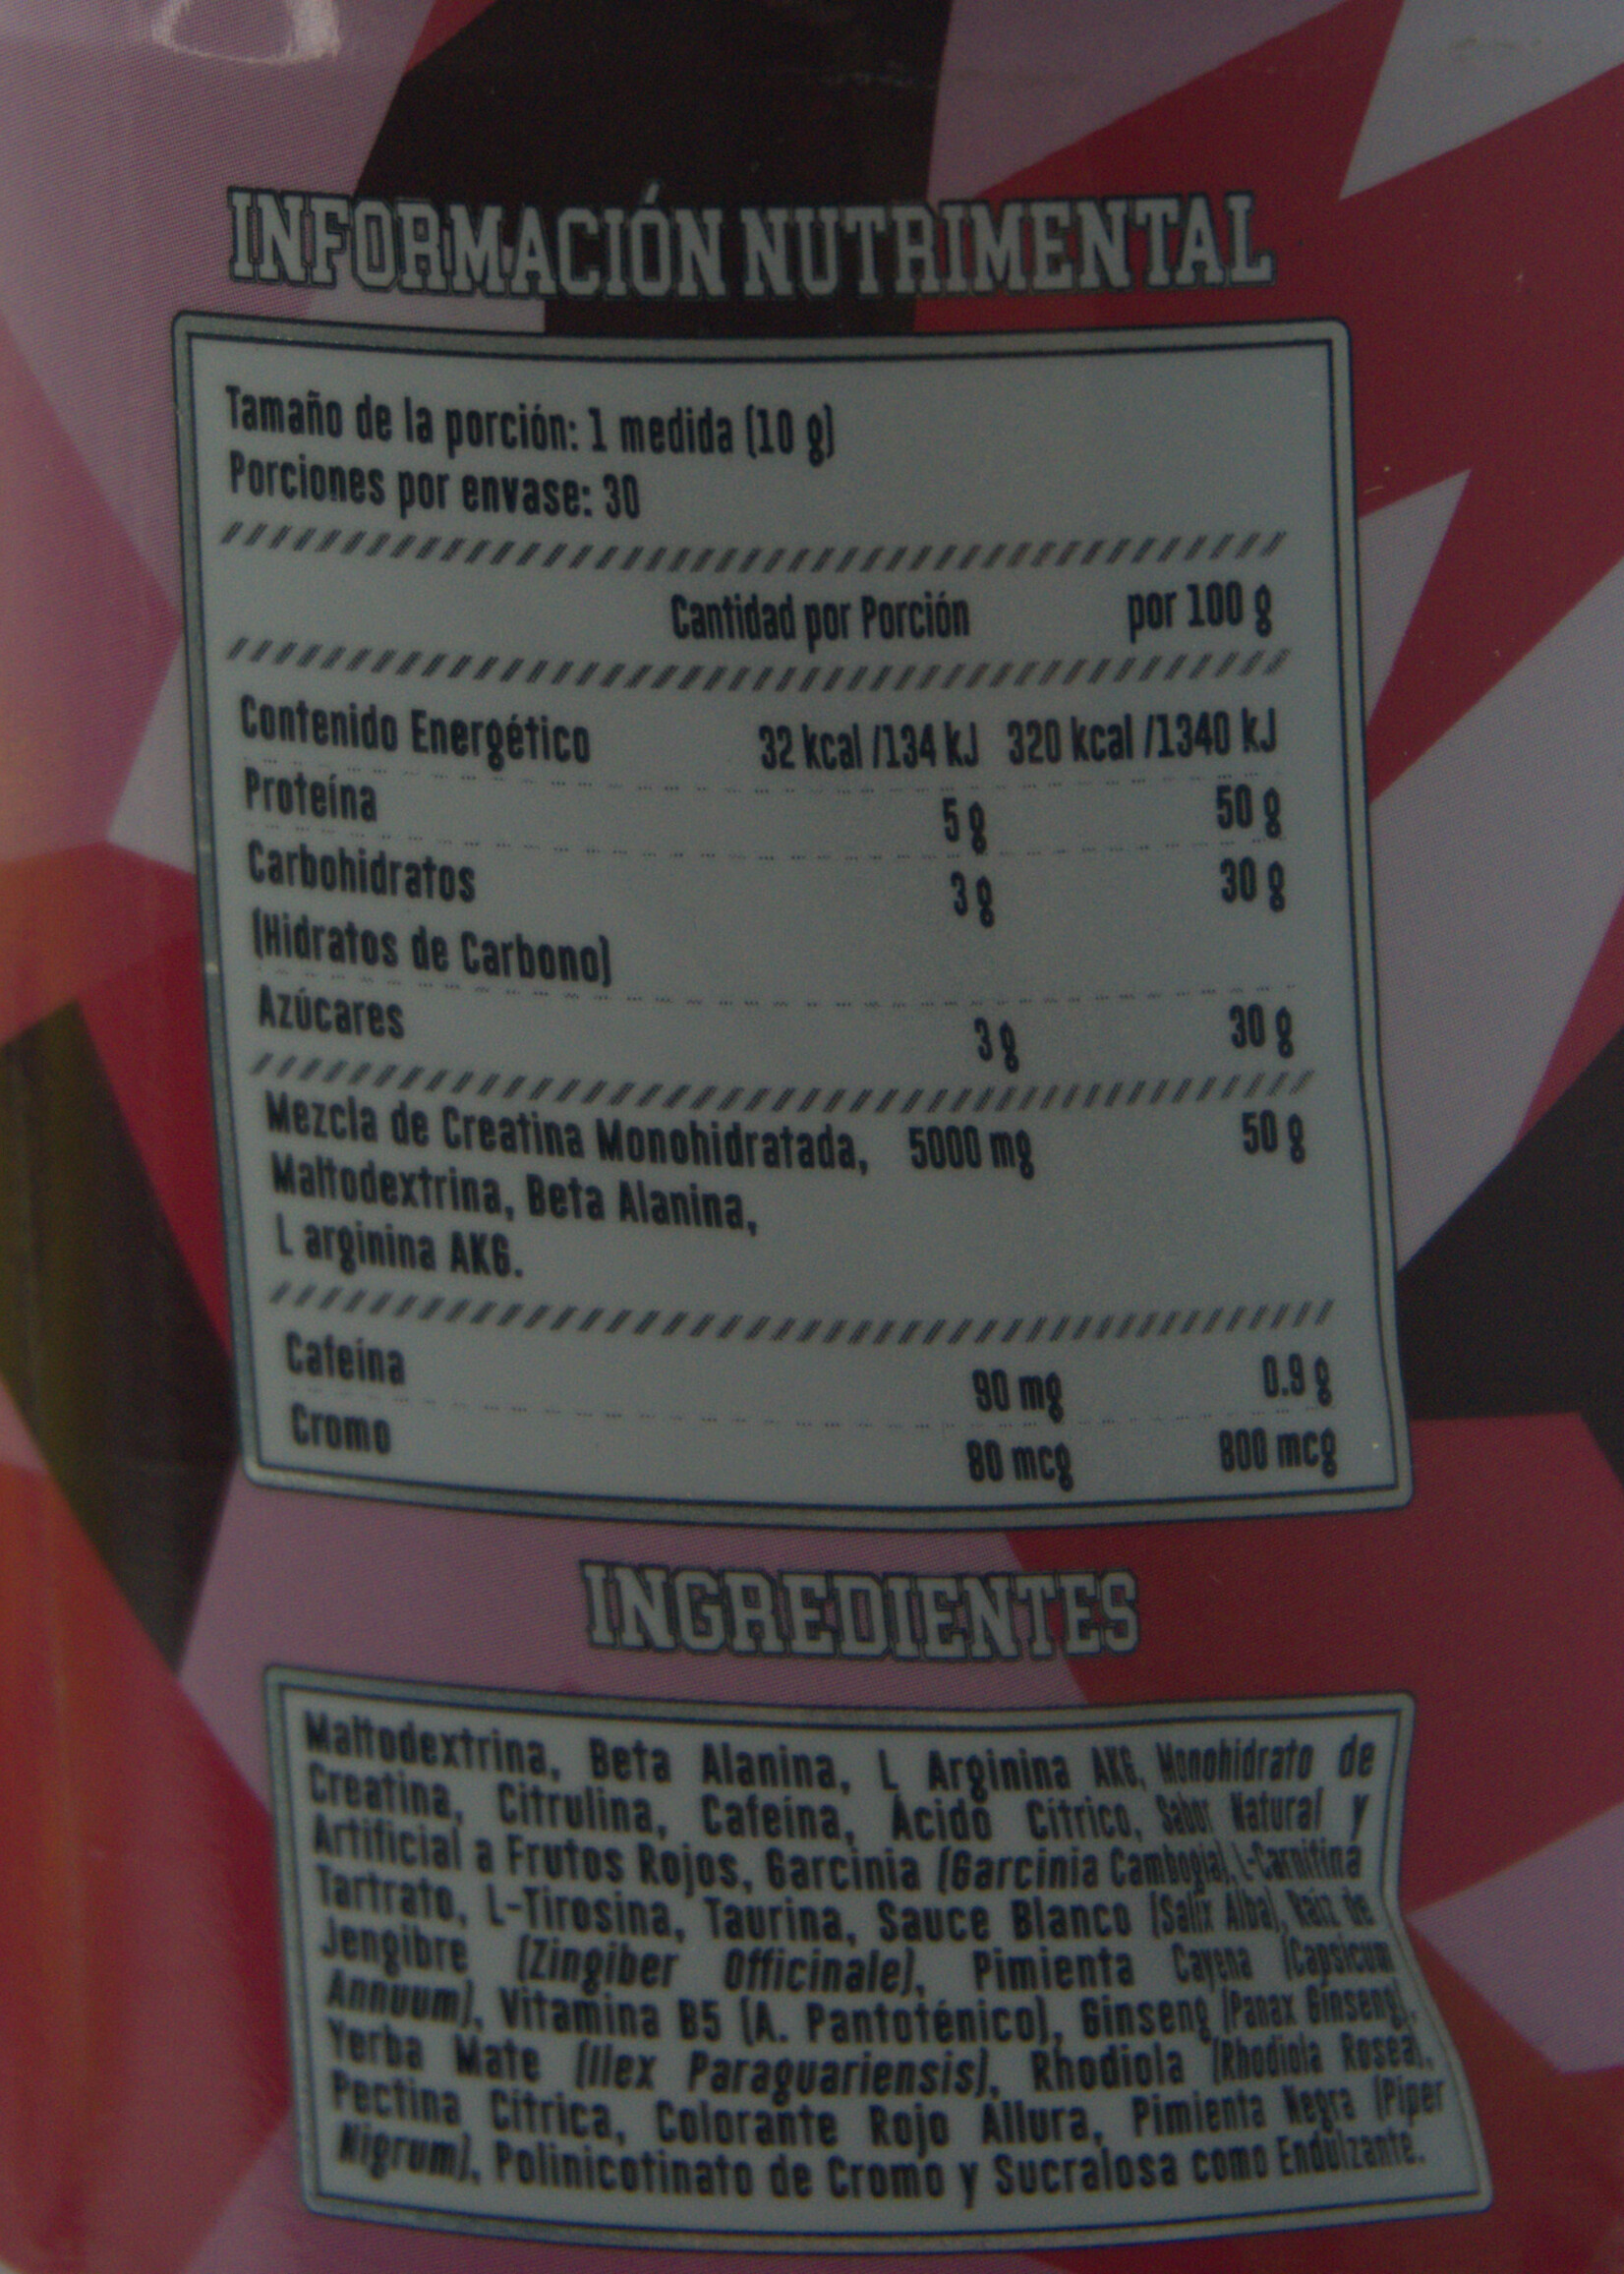 INFORMACIÓN NUTRIMENTAL
Tamaño de la porción: 1 medida (10 g)
Porciones por envase: 30
Cantidad por Porción por 100 g
Contenido Energético 32 kcal /134 kJ 320 kcal /1340 kJ
Proteína 5 g 50 g
Carbohidratos 3 g 30 g
(Hidratos de Carbono)
Azúcares 3 g 30 g
Mezcla de Creatina Monohidratada, 5000 mg 50 g
Maltodextrina, Beta Alanina,
L arginina AKG.
Cafeína 90 mg 0.9 g
Cromo 80 mcg 800 mcg
INGREDIENTES
Maltodextrina, Beta Alanina, L Arginina AKG, Monohidrato de
Creatina, Citrulina, Cafeína, Ácido Cítrico, Sabor Natural y
Artificial a Frutos Rojos, Garcinia (Garcinia Cambogia), L-Carnitina
Tartrato, L-Tirosina, Taurina, Sauce Blanco (Salix Alba), Raíz de
Jengibre (Zingiber Officinale), Pimienta Cayena (Capsicum
Annuum), Vitamina B5 (A. Pantoténico), Ginseng (Panax Ginseng),
Yerba Mate (Ilex Paraguariensis), Rhodiola (Rhodiola Rosea),
Pectina Cítrica, Colorante Rojo Allura, Pimienta Negra (Piper
Nigrum), Polinicotinato de Cromo y Sucralosa como Endulzante.